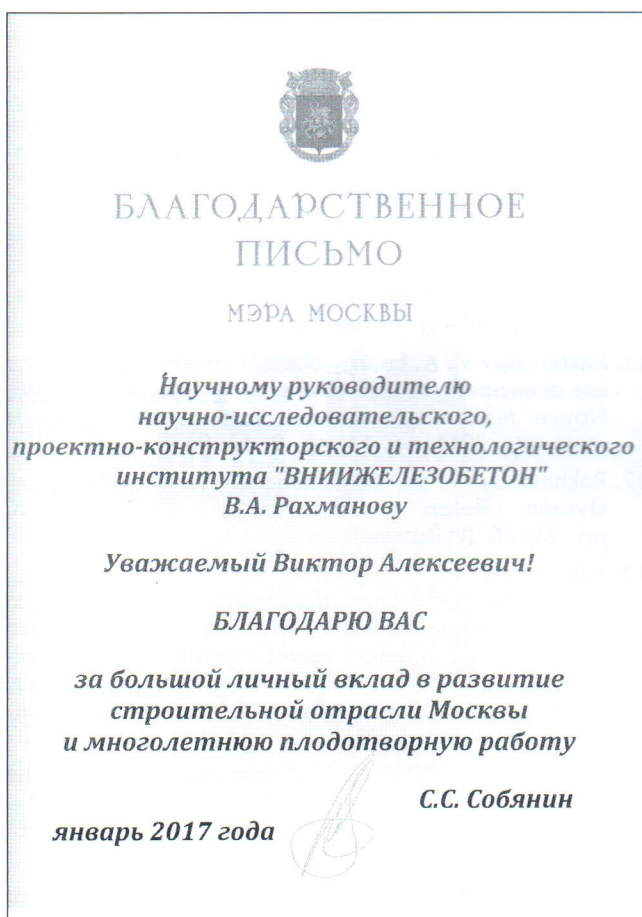 БЛАГОДАРСТВЕННОЕ
ПИСЬМО
МЭРА МОСКВЫ
Научному руководителю
научно-исследовательского,
проектно-конструкторского и технологического
института "ВНИИЖЕЛЕЗОБЕТОН"
В.А. Рахманову
Уважаемый Виктор Алексеевич!
БЛАГОДАРЮ ВАС
за большой личный вклад в развитие
строительной отрасли Москвы
и многолетнюю плодотворную работу
С.С. Собянин
январь 2017 года